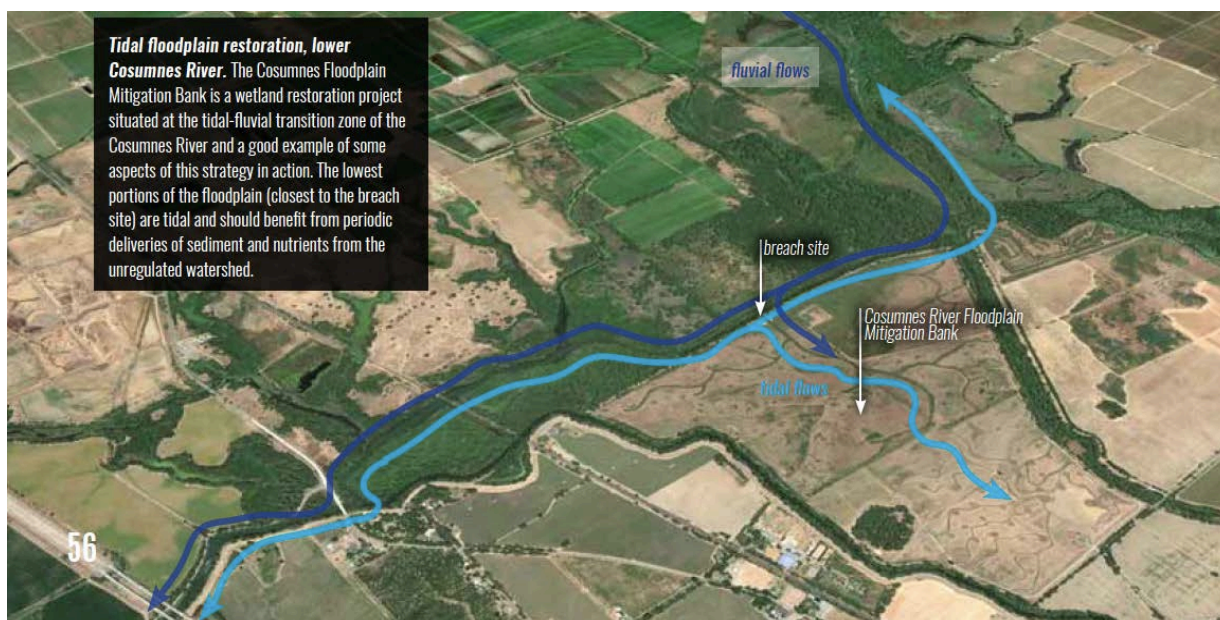 Tidal floodplain restoration, lower
Cosumnes River. The Cosumnes Floodplain
Mitigation Bank is a wetland restoration project
situated at the tidal-fluvial transition zone of the
Cosumnes River and a good example of some
aspects of this strategy in action. The lowest
portions of the floodplain (closest to the breach
site) are tidal and should benefit from periodic
deliveries of sediment and nutrients from the
unregulated watershed.
fluvial flows
breach site
Cosumnes River Floodplain
Mitigation Bank
tidal flows
56